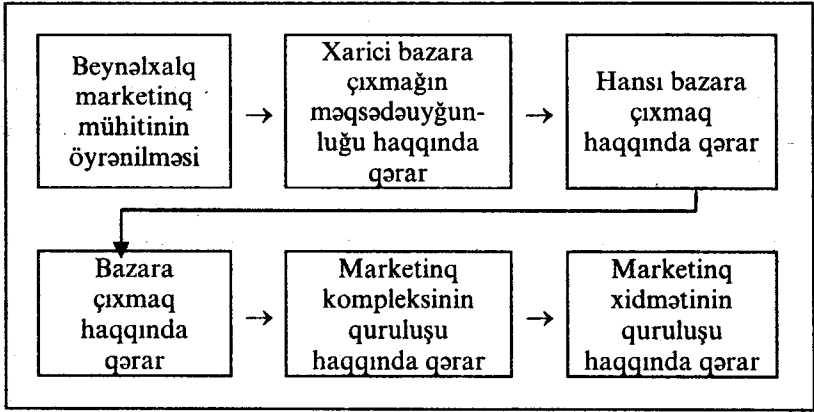 Beynəlxalq
marketinq
mühitinin
öyrənilməsi
→
Xarici bazara
çıxmağın
məqsədəuyğun-
luğu haqqında
qərar
→
Hansı bazara
çıxmaq
haqqında qərar
Bazara
çıxmaq
haqqında
qərar
→
Marketinq
kompleksinin
quruluşu
haqqında qərar
→
Marketinq
xidmətinin
quruluşu
haqqında qərar